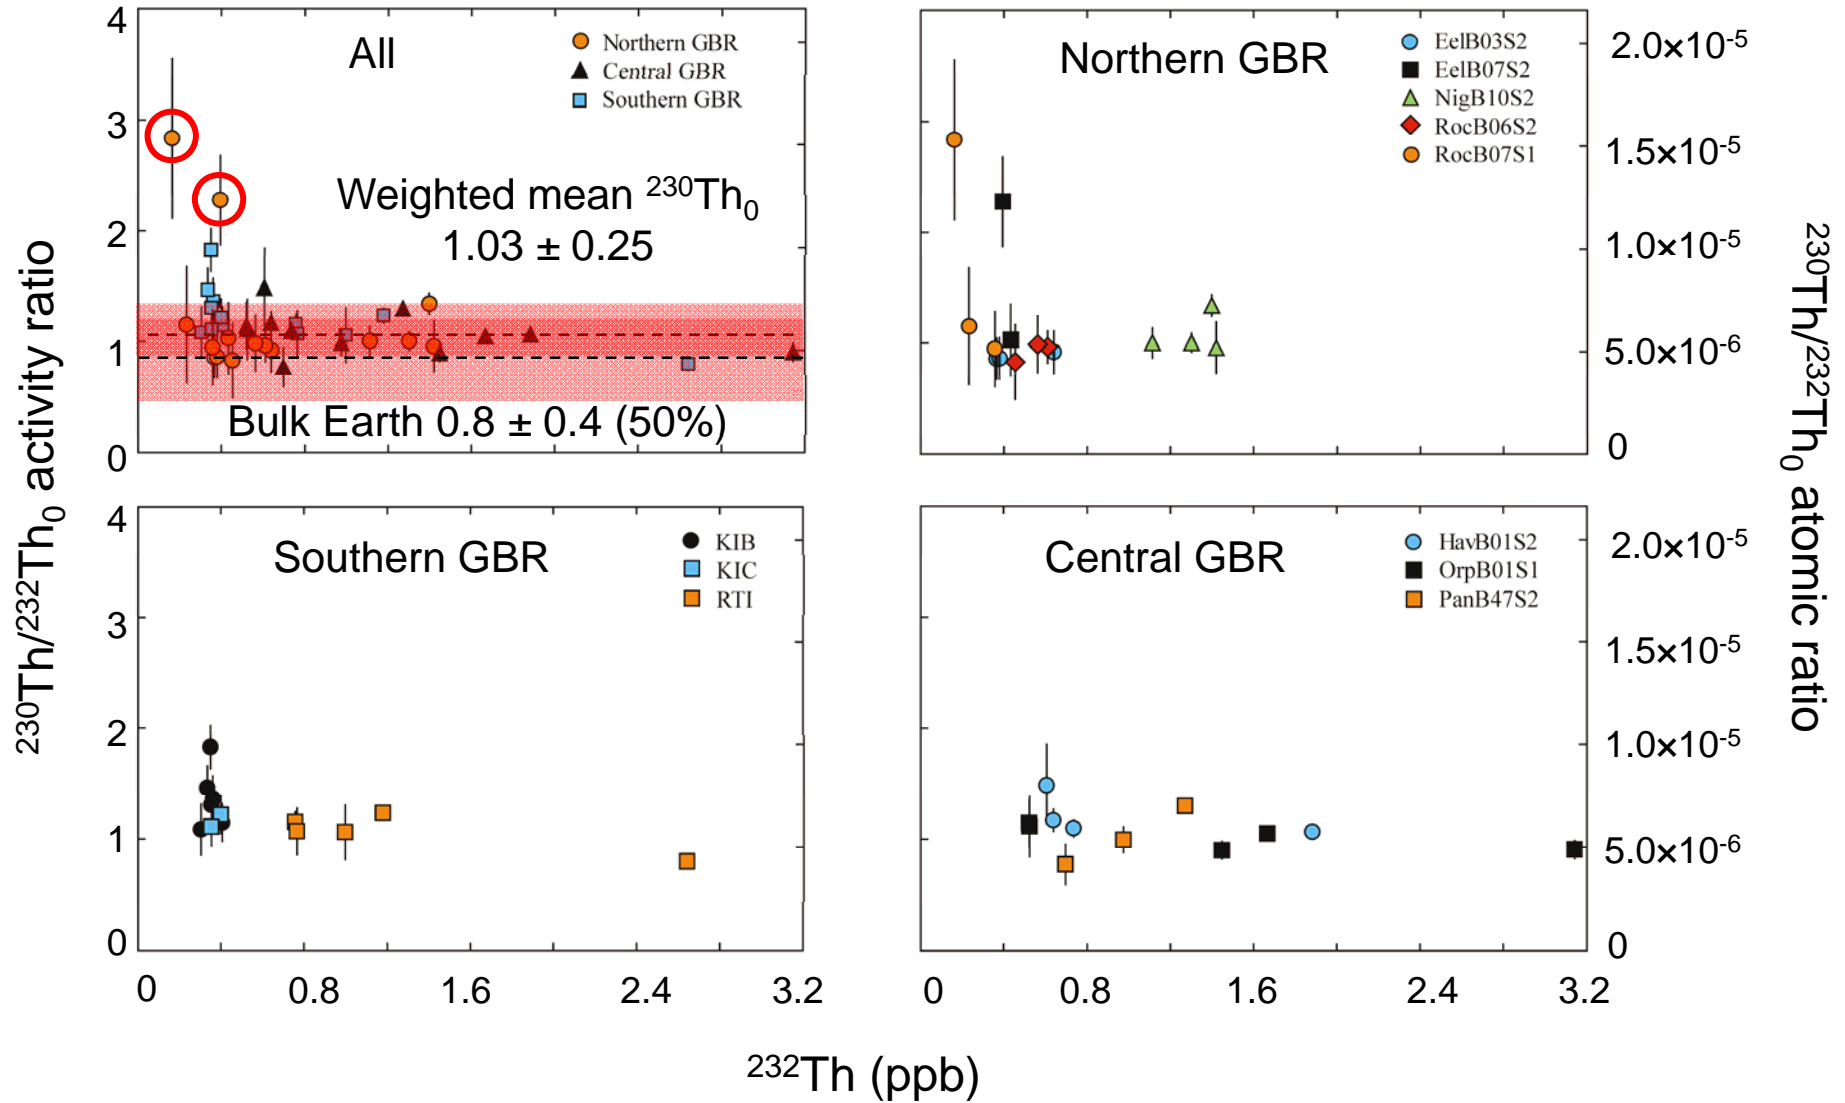 All
Northern GBR
Central GBR
Southern GBR
Weighted mean ²³⁰Th₀
1.03 ± 0.25
Bulk Earth 0.8 ± 0.4 (50%)
4
3
2
1
0
Northern GBR
EelB03S2
EelB07S2
NigB10S2
RocB06S2
RocB07S1
2.0×10⁻⁵
1.5×10⁻⁵
1.0×10⁻⁵
5.0×10⁻⁶
0
²³⁰Th/²³²Th₀ activity ratio
²³⁰Th/²³²Th₀ atomic ratio
Southern GBR
KIB
KIC
RTI
4
3
2
1
0
0 0.8 1.6 2.4 3.2
Central GBR
HavB01S2
OrpB01S1
PanB47S2
2.0×10⁻⁵
1.5×10⁻⁵
1.0×10⁻⁵
5.0×10⁻⁶
0
0 0.8 1.6 2.4 3.2
²³²Th (ppb)